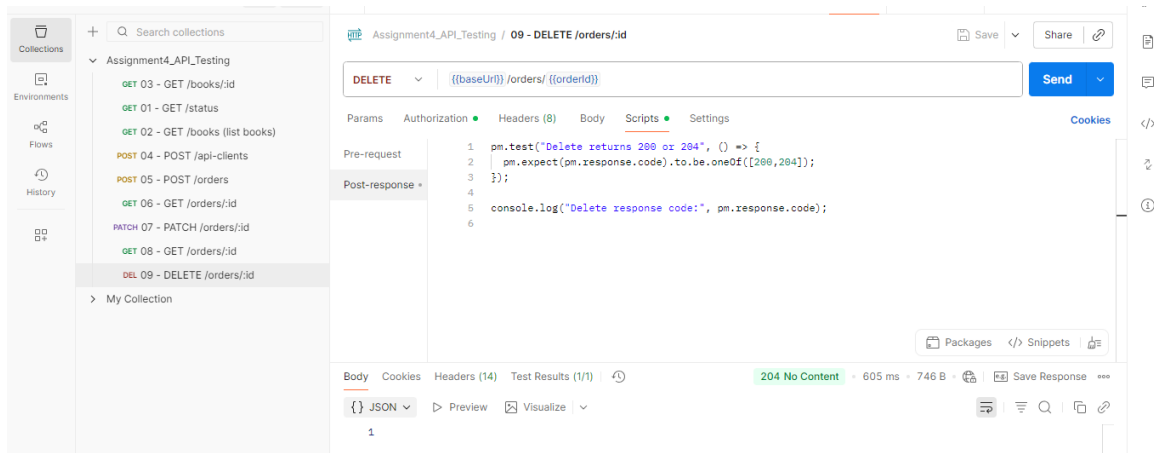 Collections
Environments
Flows
History
Search collections
Assignment4_API_Testing
GET 03 - GET /books/:id
GET 01 - GET /status
GET 02 - GET /books (list books)
POST 04 - POST /api-clients
POST 05 - POST /orders
GET 06 - GET /orders/:id
PATCH 07 - PATCH /orders/:id
GET 08 - GET /orders/:id
DEL 09 - DELETE /orders/:id
My Collection
HTTP Assignment4_API_Testing / 09 - DELETE /orders/:id
Save
Share
DELETE {{baseUrl}} /orders/ {{orderId}}
Send
Params Authorization Headers (8) Body Scripts Settings
Cookies
Pre-request
Post-response
1 pm.test("Delete returns 200 or 204", () => {
2 pm.expect(pm.response.code).to.be.oneOf([200,204]);
3 });
4
5 console.log("Delete response code:", pm.response.code);
6
Packages </> Snippets
Body Cookies Headers (14) Test Results (1/1)
204 No Content • 605 ms • 746 B
e.g. Save Response
{} JSON Preview Visualize
1